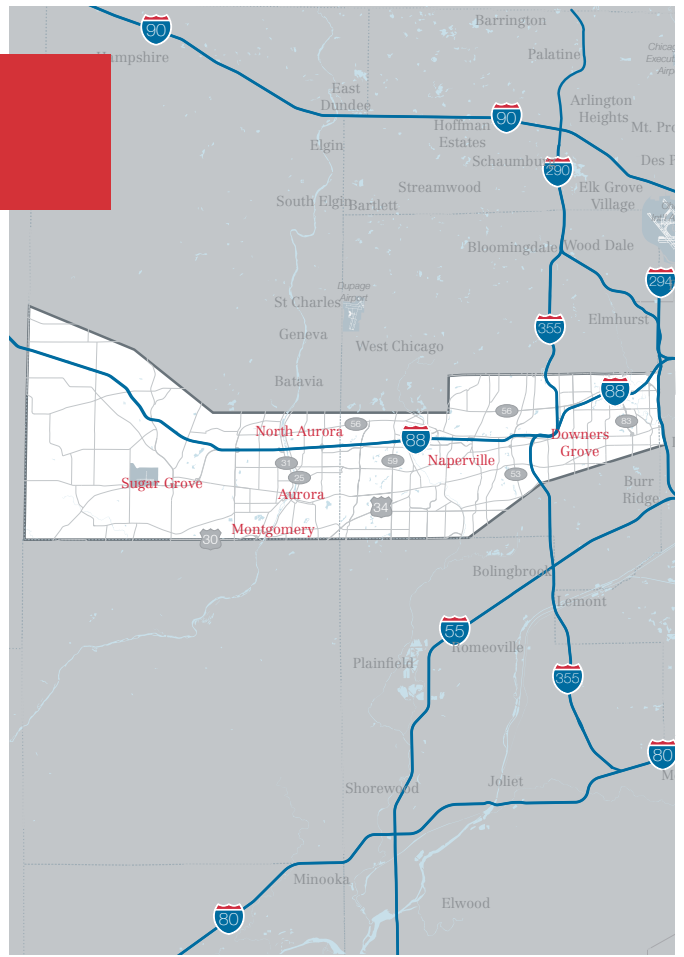 Barrington
90
Palatine
Hampshire
East
Dundee
Arlington
Heights
90
Hoffman
Estates
Elgin
Schaumburg
290
Streamwood
Elk Grove
Village
South Elgin
Bartlett
Bloomingdale
Wood Dale
294
Dupage
Airport
St Charles
Elmhurst
355
Geneva
West Chicago
Batavia
88
56
56
83
North Aurora
88
Downers
Grove
31
59
Naperville
53
Sugar Grove
25
Burr
Ridge
Aurora
34
Montgomery
30
Bolingbrook
Lemont
55
Romeoville
Plainfield
355
80
Joliet
Shorewood
Minooka
Elwood
80